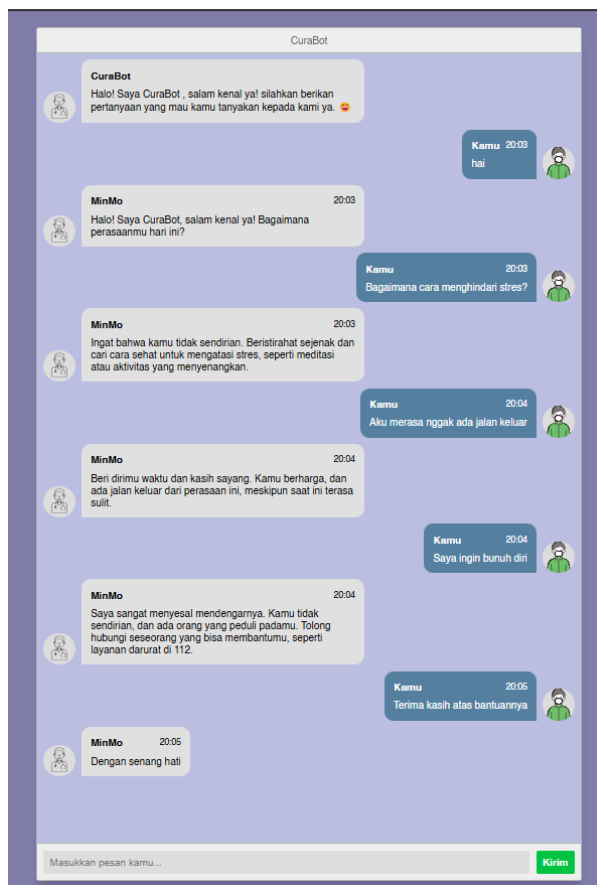 CuraBot
CuraBot
Halo! Saya CuraBot , salam kenal ya! silahkan berikan
pertanyaan yang mau kamu tanyakan kepada kami ya. 😄
Kamu 20:03
hai
MinMo 20:03
Halo! Saya CuraBot, salam kenal ya! Bagaimana
perasaanmu hari ini?
Kamu 20:03
Bagaimana cara menghindari stres?
MinMo 20:03
Ingat bahwa kamu tidak sendirian. Beristirahat sejenak dan
cari cara sehat untuk mengatasi stres, seperti meditasi
atau aktivitas yang menyenangkan.
Kamu 20:04
Aku merasa nggak ada jalan keluar
MinMo 20:04
Beri dirimu waktu dan kasih sayang. Kamu berharga, dan
ada jalan keluar dari perasaan ini, meskipun saat ini terasa
sulit.
Kamu 20:04
Saya ingin bunuh diri
MinMo 20:04
Saya sangat menyesal mendengarnya. Kamu tidak
sendirian, dan ada orang yang peduli padamu. Tolong
hubungi seseorang yang bisa membantumu, seperti
layanan darurat di 112.
Kamu 20:05
Terima kasih atas bantuannya
MinMo 20:05
Dengan senang hati
Masukkan pesan kamu...
Kirim